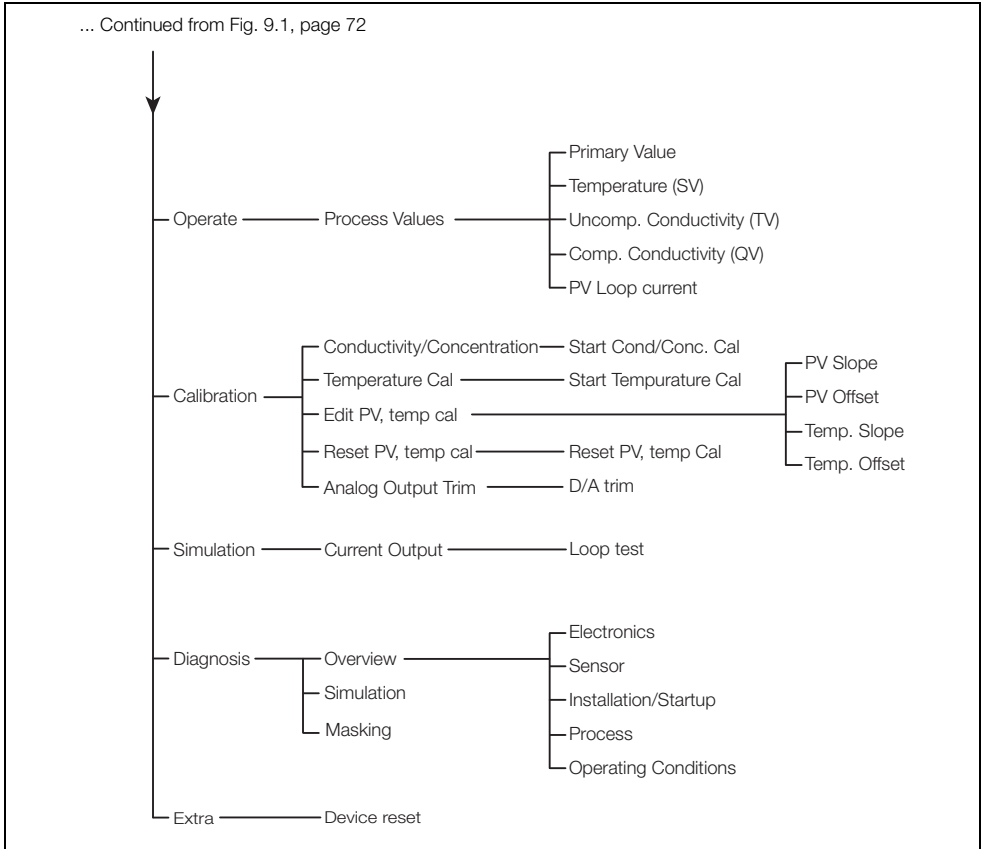 ... Continued from Fig. 9.1, page 72
Primary Value
Temperature (SV)
Operate
Process Values
Uncomp. Conductivity (TV)
Comp. Conductivity (QV)
PV Loop current
Conductivity/Concentration
Start Cond/Conc. Cal
PV Slope
Temperature Cal
Start Tempurature Cal
Calibration
PV Offset
Edit PV, temp cal
Temp. Slope
Reset PV, temp cal
Reset PV, temp Cal
Temp. Offset
Analog Output Trim
D/A trim
Simulation
Current Output
Loop test
Electronics
Diagnosis
Overview
Sensor
Simulation
Installation/Startup
Masking
Process
Operating Conditions
Extra
Device reset